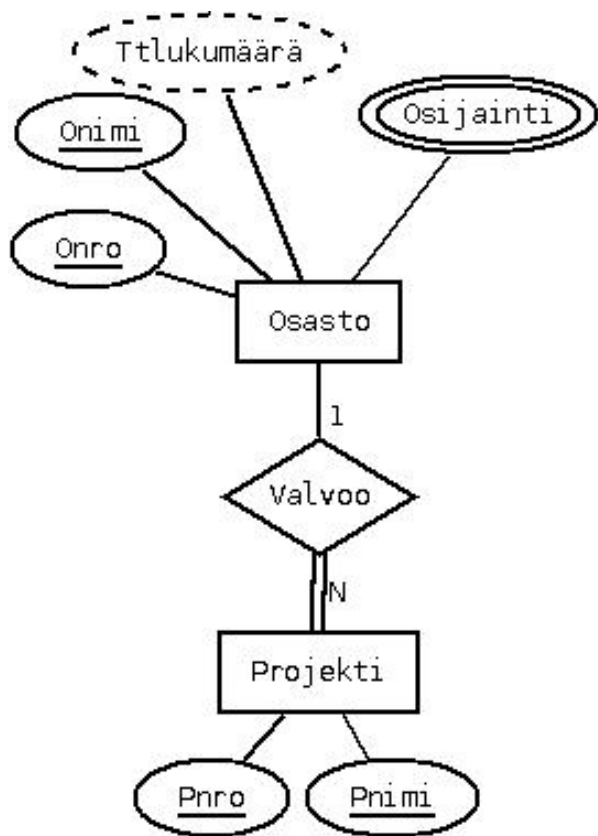 Ttlukumäärä
Osijainti
Onimi
Onro
Osasto
1
Valvoo
N
Projekti
Pnro
Pnimi